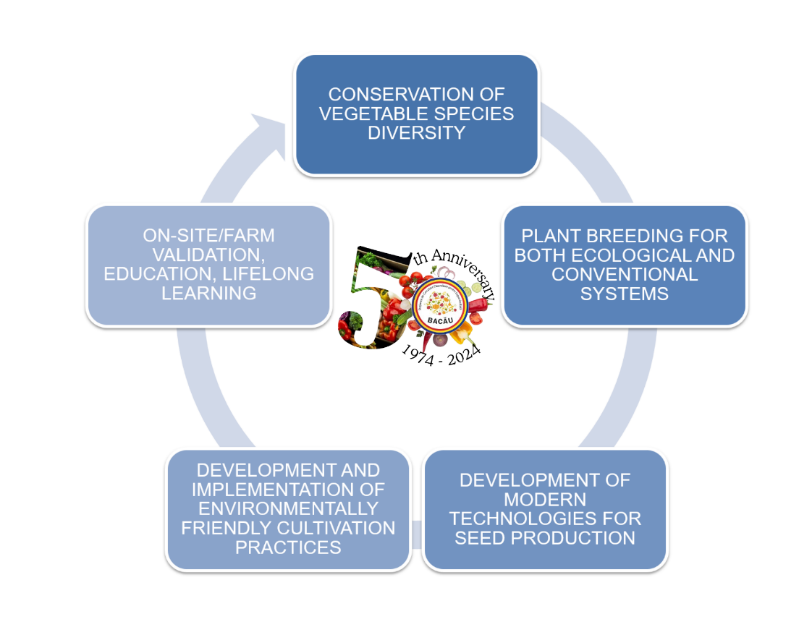 CONSERVATION OF
VEGETABLE SPECIES
DIVERSITY
PLANT BREEDING FOR
BOTH ECOLOGICAL AND
CONVENTIONAL
SYSTEMS
DEVELOPMENT OF
MODERN
TECHNOLOGIES FOR
SEED PRODUCTION
DEVELOPMENT AND
IMPLEMENTATION OF
ENVIRONMENTALLY
FRIENDLY CULTIVATION
PRACTICES
ON-SITE/FARM
VALIDATION,
EDUCATION, LIFELONG
LEARNING
50th Anniversary
BACĂU
1974 - 2024